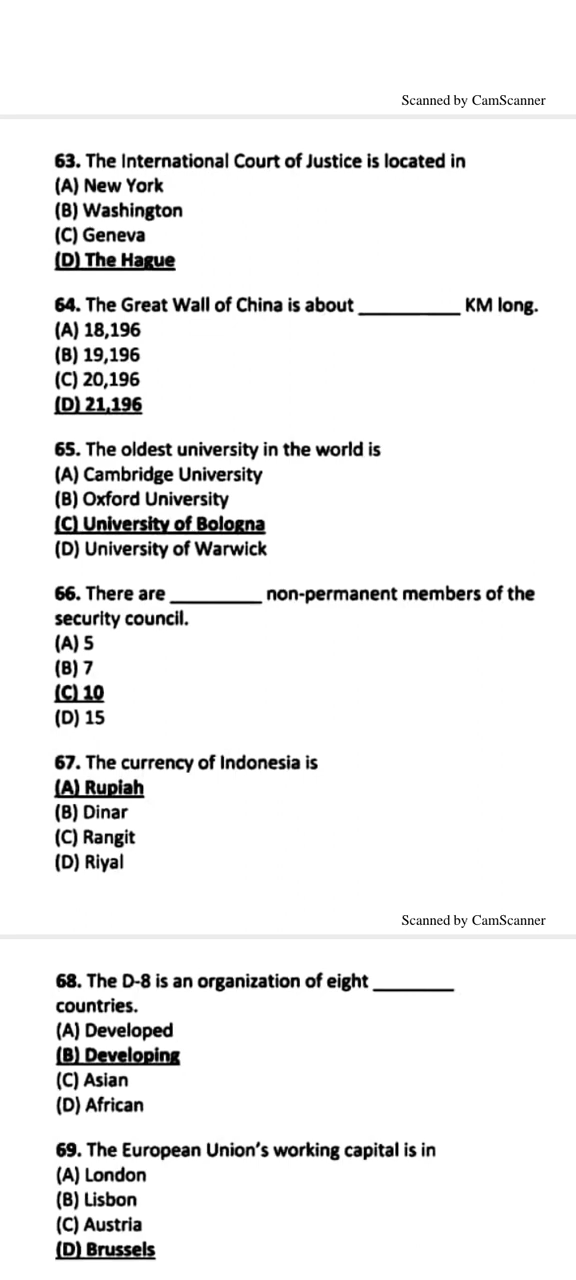 Scanned by CamScanner
63. The International Court of Justice is located in
(A) New York
(B) Washington
(C) Geneva
(D) The Hague
64. The Great Wall of China is about __________ KM long.
(A) 18,196
(B) 19,196
(C) 20,196
(D) 21,196
65. The oldest university in the world is
(A) Cambridge University
(B) Oxford University
(C) University of Bologna
(D) University of Warwick
66. There are _________ non-permanent members of the
security council.
(A) 5
(B) 7
(C) 10
(D) 15
67. The currency of Indonesia is
(A) Rupiah
(B) Dinar
(C) Rangit
(D) Riyal
Scanned by CamScanner
68. The D-8 is an organization of eight ________
countries.
(A) Developed
(B) Developing
(C) Asian
(D) African
69. The European Union's working capital is in
(A) London
(B) Lisbon
(C) Austria
(D) Brussels